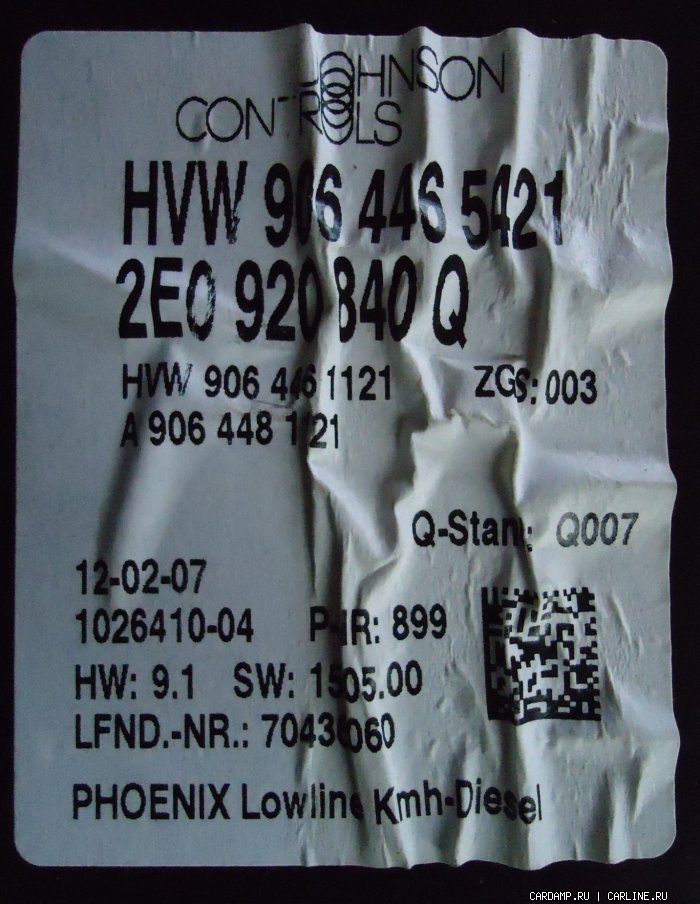 JOHNSON
CONTROLS
HVW 906 446 5421
2E0 920 840 Q
HVW 906 446 1121 ZGS: 003
A 906 448 1121
Q-Stand: Q007
12-02-07
1026410-04 P-NR: 899
HW: 9.1 SW: 1505.00
LFND.-NR.:
PHOENIX Lowline Kmh-Diesel
CARDAMP.RU | CARLINE.RU